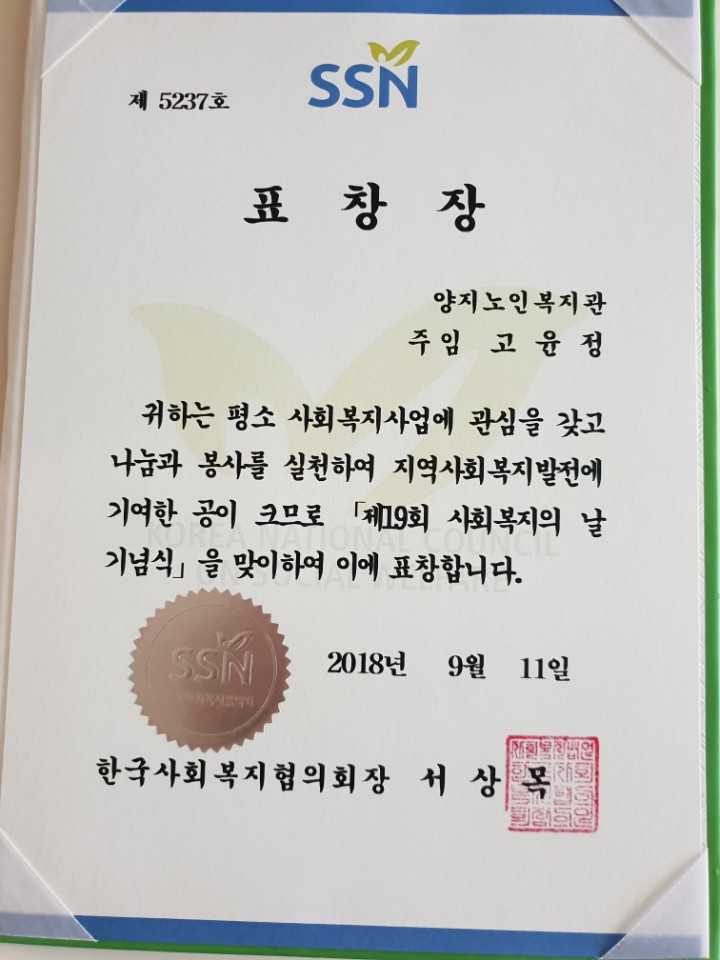 SSN
제 5237호
표 창 장
양지노인복지관
주임 고 윤 정
귀하는 평소 사회복지사업에 관심을 갖고
나눔과 봉사를 실천하여 지역사회복지발전에
기여한 공이 크므로 「제19회 사회복지의 날
기념식」을 맞이하여 이에 표창합니다.
KOREA NATIONAL COUNCIL
ON SOCIAL WELFARE
SSN
2018년 9월 11일
한국사회복지협의회장 서 상 목